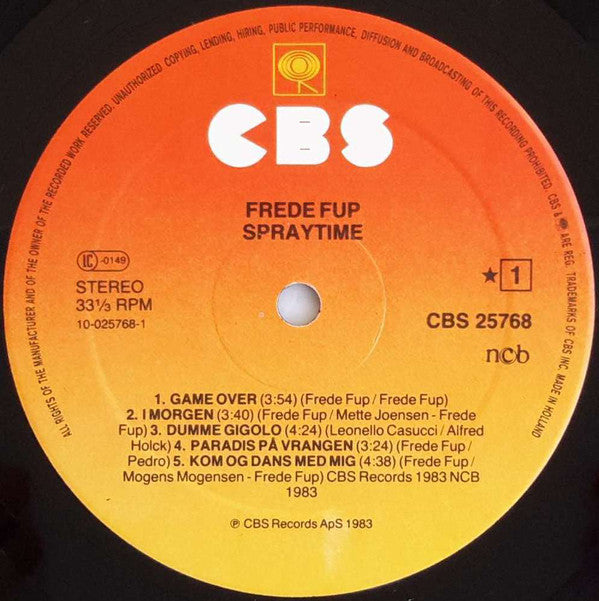 ALL RIGHTS OF THE MANUFACTURER AND OF THE OWNER OF THE RECORDED WORK RESERVED. UNAUTHORIZED COPYING, LENDING, HIRING, PUBLIC PERFORMANCE, DIFFUSION AND BROADCASTING OF THIS RECORDING PROHIBITED. CBS & ARE REG. TRADEMARKS OF CBS INC. MADE IN HOLLAND
CBS
FREDE FUP
SPRAYTIME
IC -0149
STEREO
33⅓ RPM
10-025768-1
★ 1
CBS 25768
ncb
1. GAME OVER (3:54) (Frede Fup / Frede Fup)
2. I MORGEN (3:40) (Frede Fup / Mette Joensen - Frede
Fup) 3. DUMME GIGOLO (4:24) (Leonello Casucci / Alfred
Holck) 4. PARADIS PÅ VRANGEN (3:24) (Frede Fup /
Pedro) 5. KOM OG DANS MED MIG (4:38) (Frede Fup /
Mogens Mogensen - Frede Fup) CBS Records 1983 NCB
1983
℗ CBS Records ApS 1983